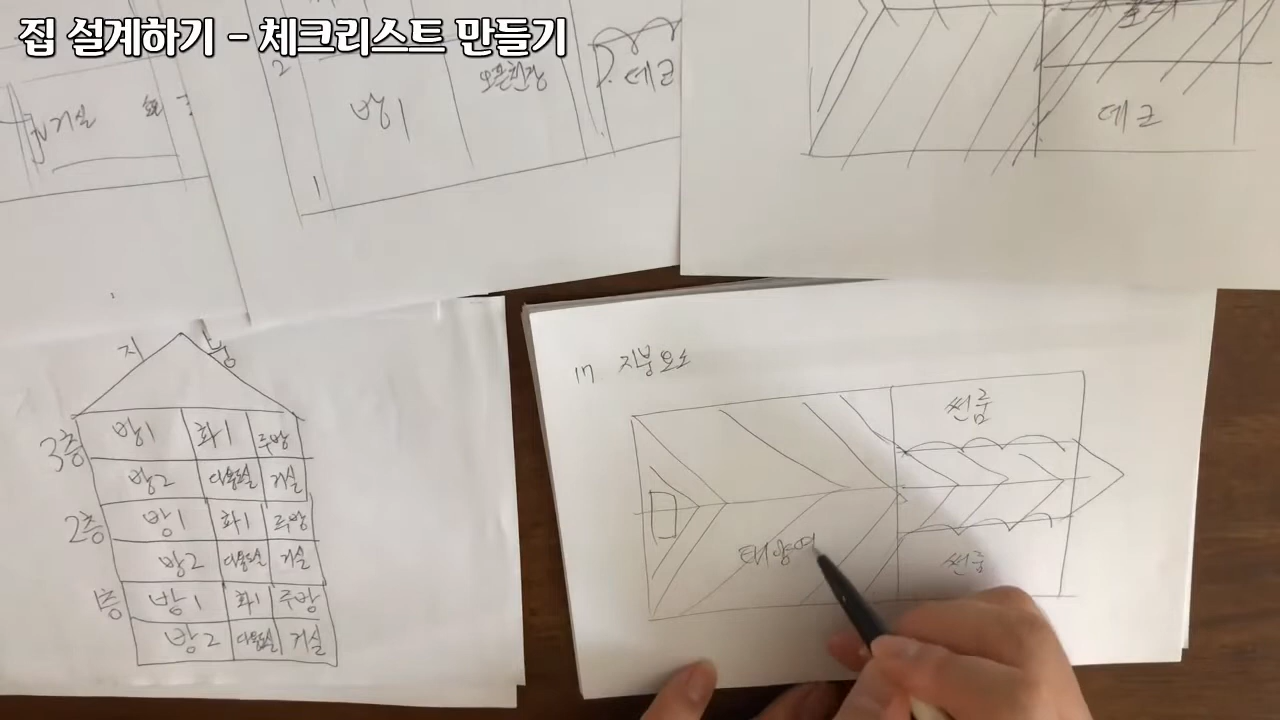 집 설계하기 - 체크리스트 만들기
2
거실
방1
오픈천장
데크
1
데크
지붕
3층
방1 화1 주방
방2 다용도실 거실
2층
방1 화1 주방
방2 다용도실 거실
1층
방1 화1 주방
방2 다용도실 거실
17 지붕요소
썬룸
태양여
썬룸